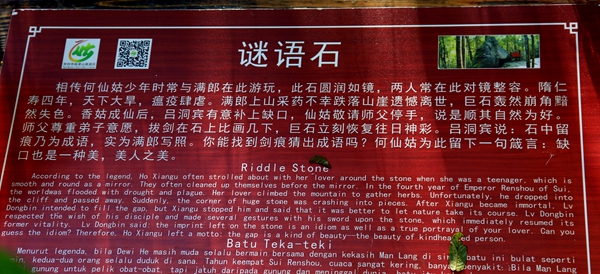 谜语石
相传何仙姑少年时常与满郎在此游玩，此石圆润如镜，两人常在此对镜整容。隋仁
寿四年，天下大旱，瘟疫肆虐。满郎上山采药不幸跌落山崖遗憾离世，巨石轰然崩角黯
然失色。香姑成仙后，吕洞宾有意补上缺口，仙姑敬请师父停手，说是顺其自然为好。
师父尊重弟子意愿，拔剑在石上比画几下，巨石立刻恢复往日神彩。吕洞宾说：石中留
痕乃为成语，实为满郎写照。你能找到剑痕猜出成语吗？何仙姑为此留下一句箴言：缺
口也是一种美，美人之美。
Riddle Stone
According to the legend, Ho Xiangu often strolled about with her lover around the stone when she was a teenager, which is
smooth and round as a mirror. They often cleaned up themselves before the mirror. In the fourth year of Emperor Renshou of Sui,
the worldwas flooded with drought and plague. Her lover climbed the mountain to gather herbs. Unfortunately, he dropped into
the cliff and passed away. Suddenly, the corner of huge stone was crashing into pieces. After Xiangu became immortal, Lv
Dongbin intended to fill the gap, but Xiangu stopped him and said that it was better to let nature take its course. Lv Dongbin
respected the wish of his disciple and made several gestures with his sword upon the stone, which immediately resumed its
former vitality. Lv Dongbin said: the imprint left on the stone is an idiom as well as a true portrayal of your lover. Can you
guess the idiom? Therefore, Ho Xiangu left a motto: the gap is a kind of beauty—the beauty of kindhearted person.
Batu Teka-teki
Menurut legenda, bila Dewi He masih muda selalu bermain bersama dengan kekasih Man Lang di sini batu ini bulat seperti
kedua-dua orang selalu duduk di sana. Tahun keempat Sui Renshou, cuaca sangat kering, banyak penyakit; Bila Man Lang
gunung untuk pelik obat-obat, tapi jatuh daripada gunung dan meninggal dunia,